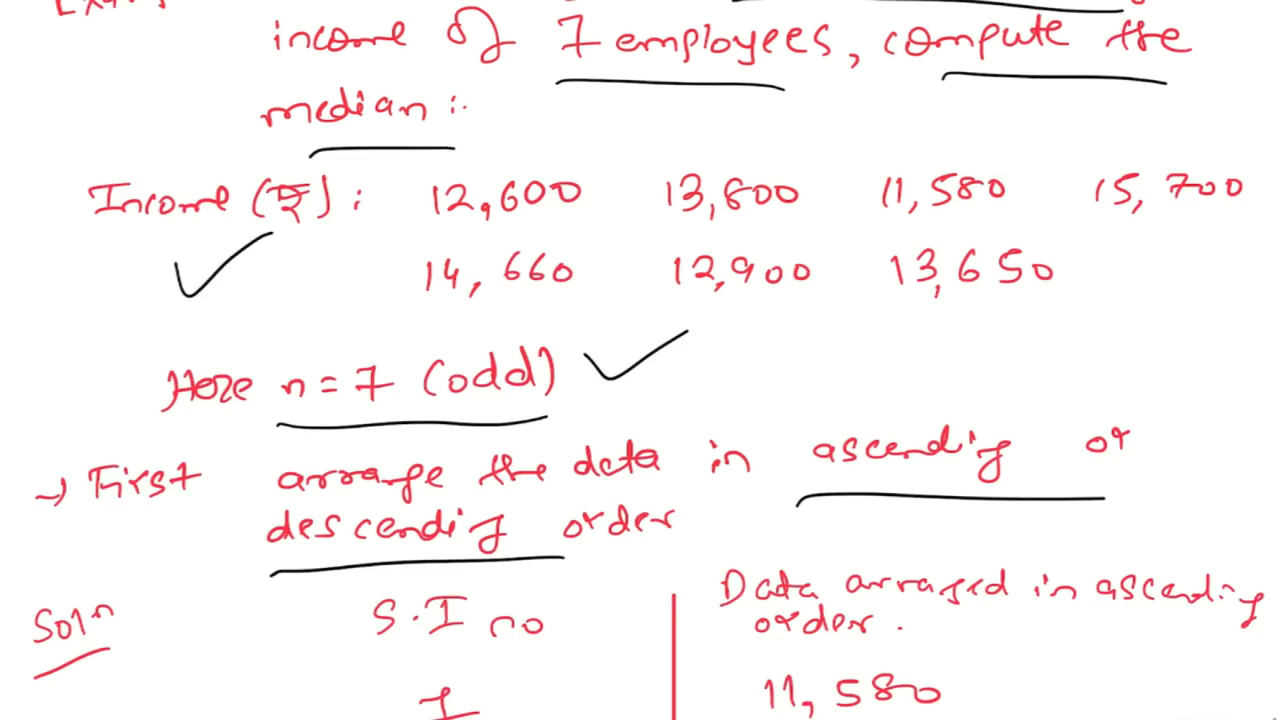 income of 7 employees, compute the
median :.
Income (₹) : 12,600 13,800 11,580 15,700
14,660 12,900 13,650
Here n = 7 (odd)
→ First arrange the data in ascending or
descendig order
Soln S.I no Data arranged in ascending
order.
1 11,580